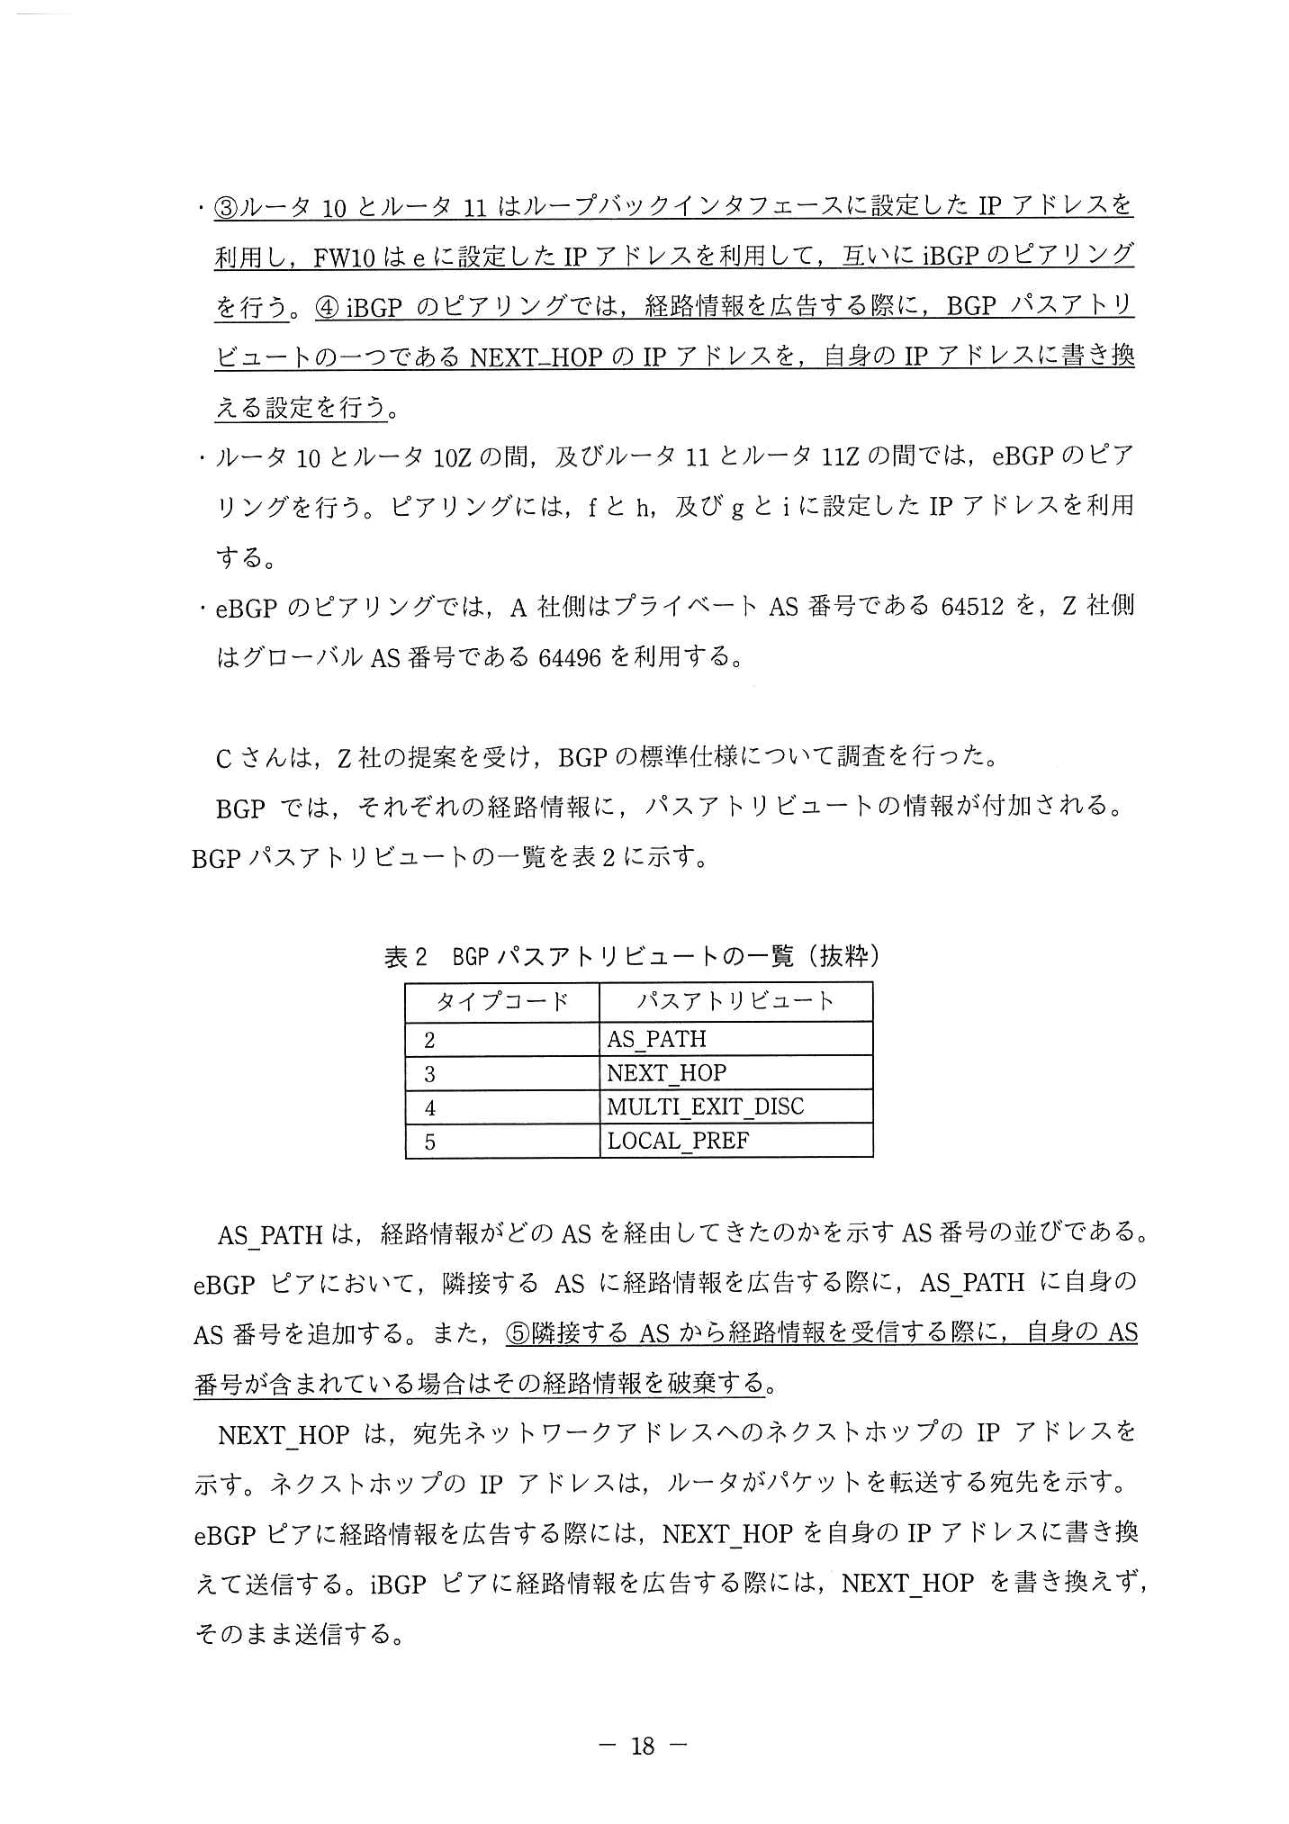 ・③ルータ 10 とルータ 11 はループバックインタフェースに設定した IP アドレスを
利用し，FW10 は e に設定した IP アドレスを利用して，互いに iBGP のピアリング
を行う。④ iBGP のピアリングでは，経路情報を広告する際に，BGP パスアトリ
ビュートの一つである NEXT_HOP の IP アドレスを，自身の IP アドレスに書き換
える設定を行う。
・ルータ 10 とルータ 10Z の間，及びルータ 11 とルータ 11Z の間では，eBGP のピア
リングを行う。ピアリングには，f と h，及び g と i に設定した IP アドレスを利用
する。
・eBGP のピアリングでは，A 社側はプライベート AS 番号である 64512 を，Z 社側
はグローバル AS 番号である 64496 を利用する。
C さんは，Z 社の提案を受け，BGP の標準仕様について調査を行った。
BGP では，それぞれの経路情報に，パスアトリビュートの情報が付加される。
BGP パスアトリビュートの一覧を表 2 に示す。
表 2　BGP パスアトリビュートの一覧（抜粋）
タイプコード　パスアトリビュート
2　AS_PATH
3　NEXT_HOP
4　MULTI_EXIT_DISC
5　LOCAL_PREF
AS_PATH は，経路情報がどの AS を経由してきたのかを示す AS 番号の並びである。
eBGP ピアにおいて，隣接する AS に経路情報を広告する際に，AS_PATH に自身の
AS 番号を追加する。また，⑤隣接する AS から経路情報を受信する際に，自身の AS
番号が含まれている場合はその経路情報を破棄する。
NEXT_HOP は，宛先ネットワークアドレスへのネクストホップの IP アドレスを
示す。ネクストホップの IP アドレスは，ルータがパケットを転送する宛先を示す。
eBGP ピアに経路情報を広告する際には，NEXT_HOP を自身の IP アドレスに書き換
えて送信する。iBGP ピアに経路情報を広告する際には，NEXT_HOP を書き換えず，
そのまま送信する。
－ 18 －